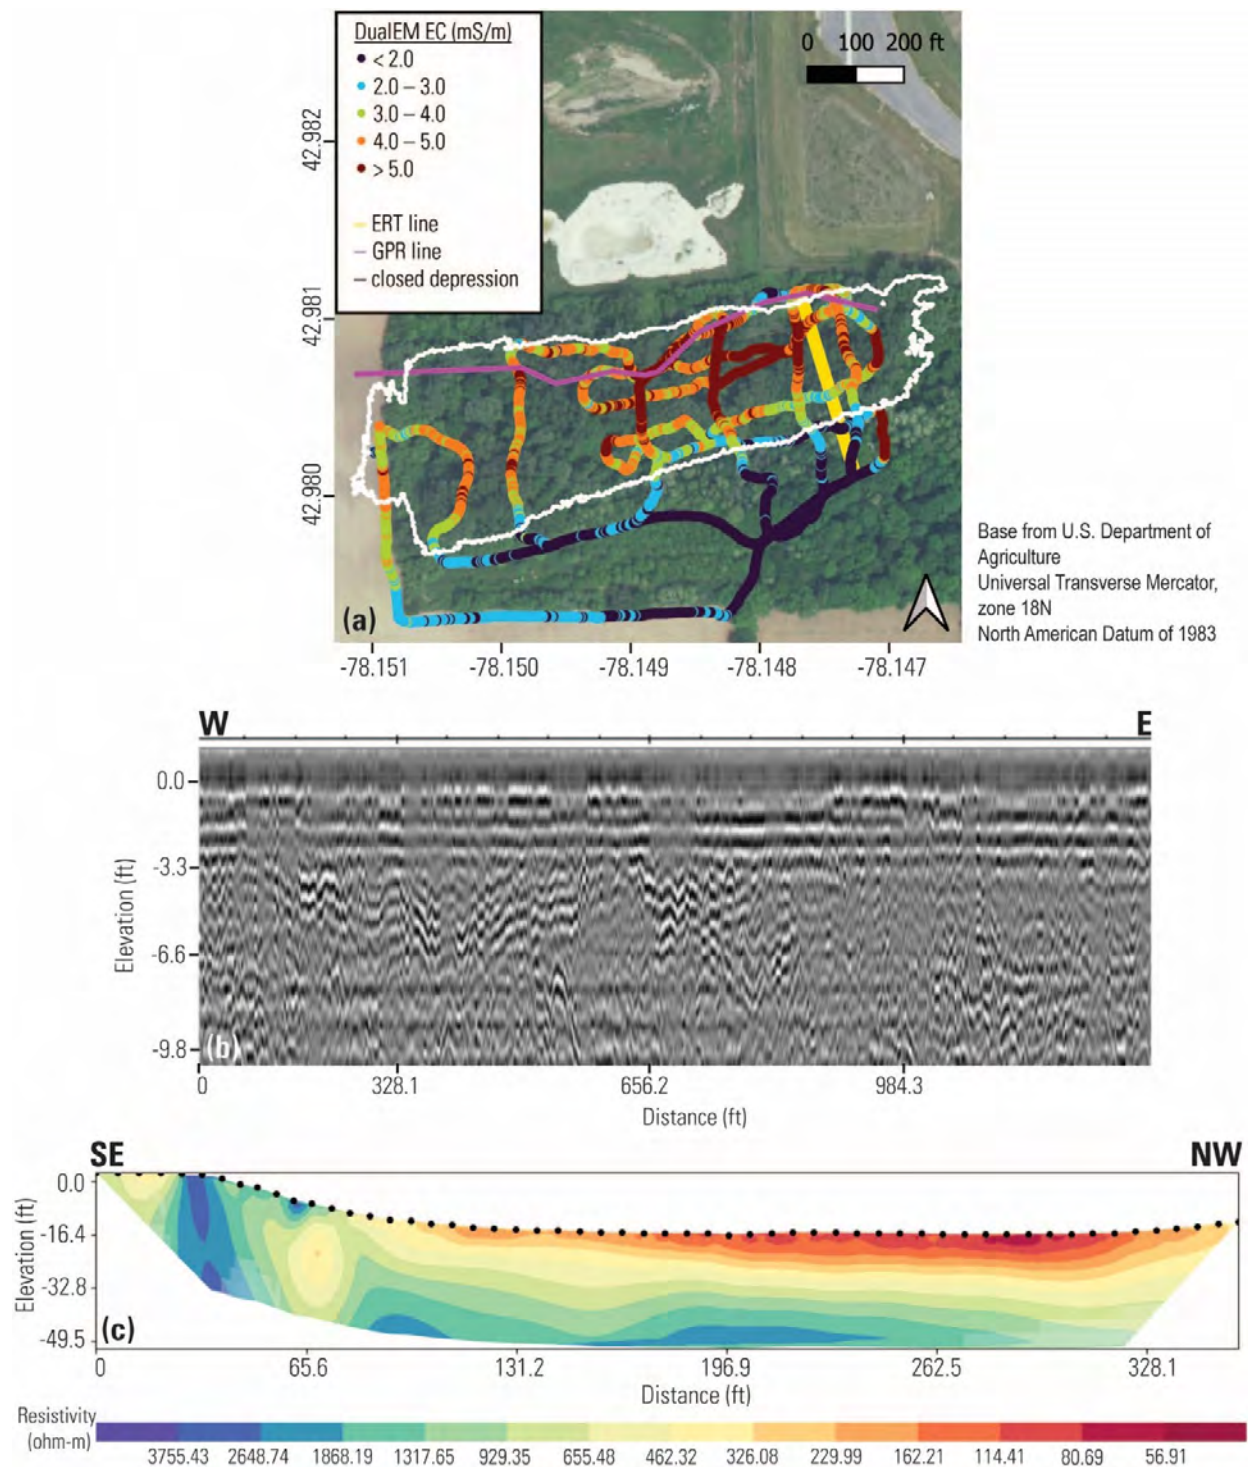 DualEM EC (mS/m)
< 2.0
2.0 – 3.0
3.0 – 4.0
4.0 – 5.0
> 5.0
ERT line
GPR line
closed depression
0 100 200 ft
42.982
42.981
42.980
(a)
-78.151 -78.150 -78.149 -78.148 -78.147
Base from U.S. Department of
Agriculture
Universal Transverse Mercator,
zone 18N
North American Datum of 1983
W E
Elevation (ft)
0.0
-3.3
-6.6
-9.8
(b)
0 328.1 656.2 984.3
Distance (ft)
SE NW
Elevation (ft)
0.0
-16.4
-32.8
-49.5
(c)
0 65.6 131.2 196.9 262.5 328.1
Distance (ft)
Resistivity
(ohm-m)
3755.43 2648.74 1868.19 1317.65 929.35 655.48 462.32 326.08 229.99 162.21 114.41 80.69 56.91